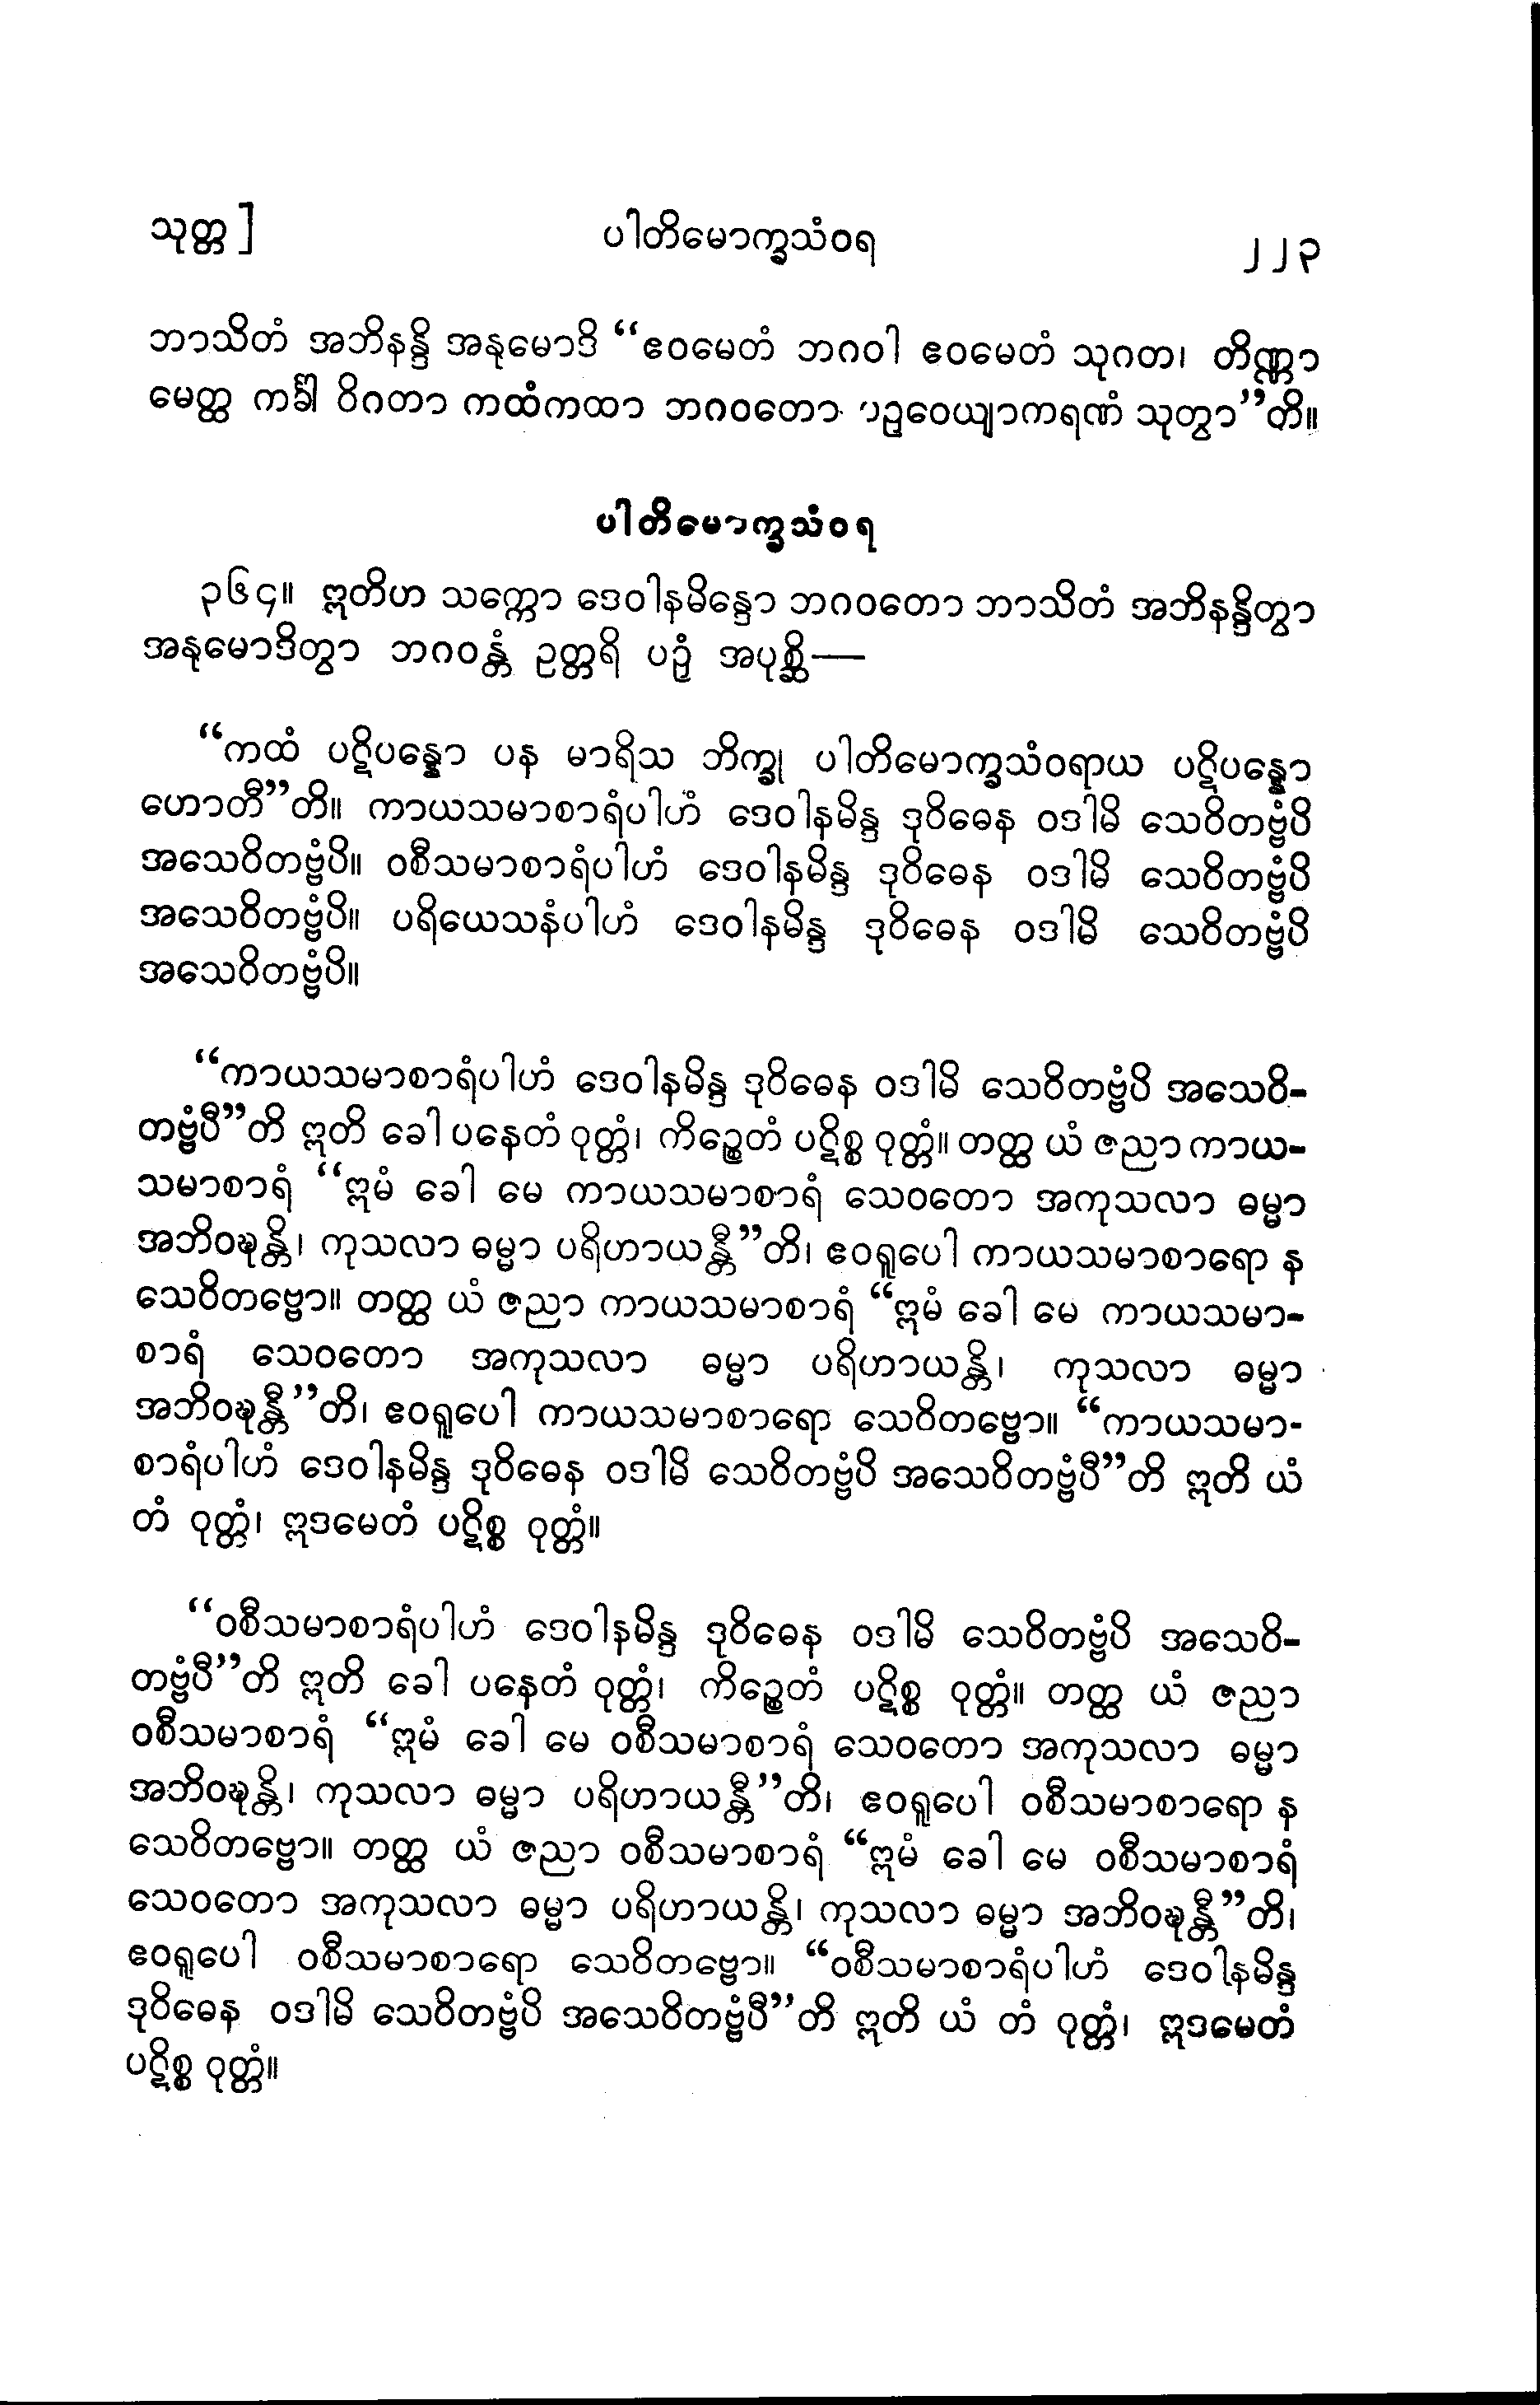 သုတ္တ ] ပါတိမောက္ခသံဝရ ၂၂၃
ဘာသိတံ အဘိနန္ဒိ အနုမောဒိ “ဧဝမေတံ ဘဂဝါ ဧဝမေတံ သုဂတ၊ တိဏ္ဏာ
မေတ္ထ ကင်္ခါ ဝိဂတာ ကထံကထာ ဘဂဝတော ပဥှဝေယျာကရဏံ သုတွာ”တိ။
ပါတိမောက္ခသံဝရ
၃၆၄။ ဣတိဟ သက္ကော ဒေဝါနမိန္ဒော ဘဂဝတော ဘာသိတံ အဘိနန္ဒိတွာ
အနုမောဒိတွာ ဘဂဝန္တံ ဥတ္တရိ ပဥှံ အပုစ္ဆိ—
“ကထံ ပဋိပန္နော ပန မာရိသ ဘိက္ခု ပါတိမောက္ခသံဝရာယ ပဋိပန္နော
ဟောတီ”တိ။ ကာယသမာစာရံပါဟံ ဒေဝါနမိန္ဒ ဒုဝိဓေန ဝဒါမိ သေဝိတဗ္ဗံပိ
အသေဝိတဗ္ဗံပိ။ ဝစီသမာစာရံပါဟံ ဒေဝါနမိန္ဒ ဒုဝိဓေန ဝဒါမိ သေဝိတဗ္ဗံပိ
အသေဝိတဗ္ဗံပိ။ ပရိယေသနံပါဟံ ဒေဝါနမိန္ဒ ဒုဝိဓေန ဝဒါမိ သေဝိတဗ္ဗံပိ
အသေဝိတဗ္ဗံပိ။
“ကာယသမာစာရံပါဟံ ဒေဝါနမိန္ဒ ဒုဝိဓေန ဝဒါမိ သေဝိတဗ္ဗံပိ အသေဝိ-
တဗ္ဗံပီ”တိ ဣတိ ခေါ ပနေတံ ဝုတ္တံ၊ ကိဉ္စေတံ ပဋိစ္စ ဝုတ္တံ။ တတ္ထ ယံ ဇညာ ကာယ-
သမာစာရံ “ဣမံ ခေါ မေ ကာယသမာစာရံ သေဝတော အကုသလာ ဓမ္မာ
အဘိဝဍ္ဎန္တိ၊ ကုသလာ ဓမ္မာ ပရိဟာယန္တီ”တိ၊ ဧဝရူပေါ ကာယသမာစာရော န
သေဝိတဗ္ဗော။ တတ္ထ ယံ ဇညာ ကာယသမာစာရံ “ဣမံ ခေါ မေ ကာယသမာ-
စာရံ သေဝတော အကုသလာ ဓမ္မာ ပရိဟာယန္တိ၊ ကုသလာ ဓမ္မာ
အဘိဝဍ္ဎန္တီ”တိ၊ ဧဝရူပေါ ကာယသမာစာရော သေဝိတဗ္ဗော။ “ကာယသမာ-
စာရံပါဟံ ဒေဝါနမိန္ဒ ဒုဝိဓေန ဝဒါမိ သေဝိတဗ္ဗံပိ အသေဝိတဗ္ဗံပီ”တိ ဣတိ ယံ
တံ ဝုတ္တံ၊ ဣဒမေတံ ပဋိစ္စ ဝုတ္တံ။
“ဝစီသမာစာရံပါဟံ ဒေဝါနမိန္ဒ ဒုဝိဓေန ဝဒါမိ သေဝိတဗ္ဗံပိ အသေဝိ-
တဗ္ဗံပီ”တိ ဣတိ ခေါ ပနေတံ ဝုတ္တံ၊ ကိဉ္စေတံ ပဋိစ္စ ဝုတ္တံ။ တတ္ထ ယံ ဇညာ
ဝစီသမာစာရံ “ဣမံ ခေါ မေ ဝစီသမာစာရံ သေဝတော အကုသလာ ဓမ္မာ
အဘိဝဍ္ဎန္တိ၊ ကုသလာ ဓမ္မာ ပရိဟာယန္တီ”တိ၊ ဧဝရူပေါ ဝစီသမာစာရော န
သေဝိတဗ္ဗော။ တတ္ထ ယံ ဇညာ ဝစီသမာစာရံ “ဣမံ ခေါ မေ ဝစီသမာစာရံ
သေဝတော အကုသလာ ဓမ္မာ ပရိဟာယန္တိ၊ ကုသလာ ဓမ္မာ အဘိဝဍ္ဎန္တီ”တိ၊
ဧဝရူပေါ ဝစီသမာစာရော သေဝိတဗ္ဗော။ “ဝစီသမာစာရံပါဟံ ဒေဝါနမိန္ဒ
ဒုဝိဓေန ဝဒါမိ သေဝိတဗ္ဗံပိ အသေဝိတဗ္ဗံပီ”တိ ဣတိ ယံ တံ ဝုတ္တံ၊ ဣဒမေတံ
ပဋိစ္စ ဝုတ္တံ။